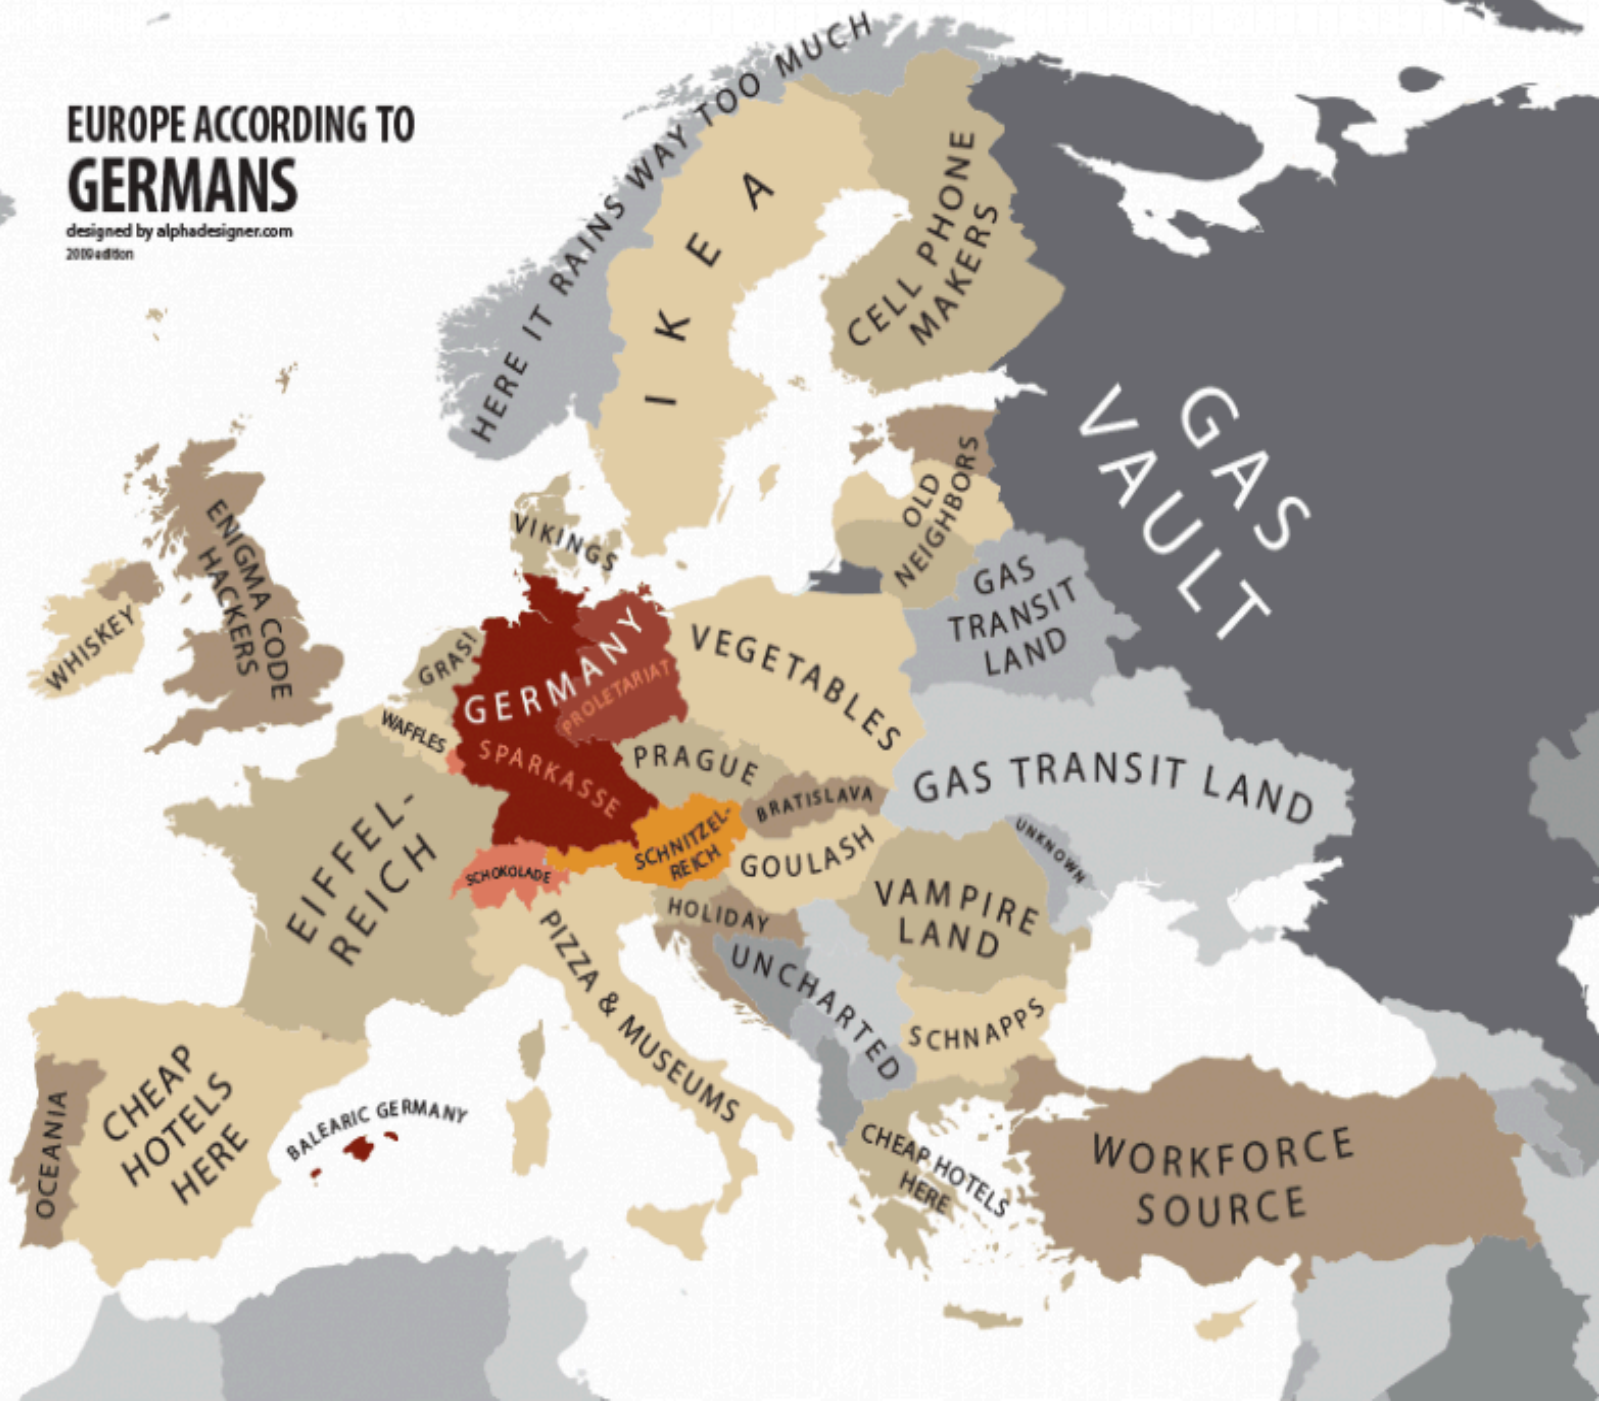 EUROPE ACCORDING TO
GERMANS
designed by alphadesigner.com
2009 edition
HERE IT RAINS WAY TOO MUCH
IKEA
CELL PHONE
MAKERS
GAS
VAULT
OLD
NEIGHBORS
VIKINGS
ENIGMA CODE
HACKERS
WHISKEY
GAS
TRANSIT
LAND
GRAS!
GERMANY
PROLETARIAT
SPARKASSE
VEGETABLES
WAFFLES
PRAGUE
GAS TRANSIT LAND
BRATISLAVA
EIFFEL-
REICH
SCHNITZEL-
REICH
SCHOKOLADE
GOULASH
UNKNOWN
VAMPIRE
LAND
HOLIDAY
PIZZA & MUSEUMS
UNCHARTED
SCHNAPPS
CHEAP
HOTELS
HERE
OCEANIA
BALEARIC GERMANY
CHEAP HOTELS
HERE
WORKFORCE
SOURCE